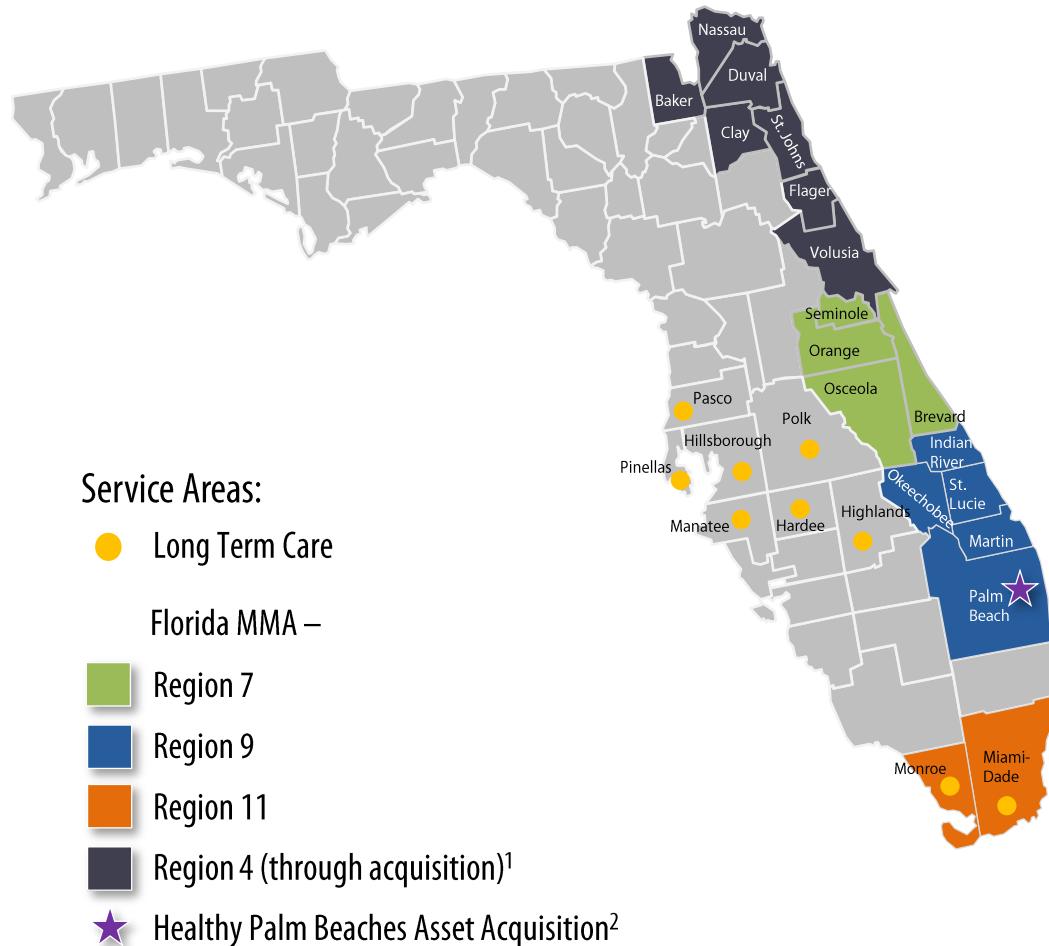 Nassau
Duval
Baker
Clay
St. Johns
Flager
Volusia
Seminole
Orange
Osceola
Brevard
Pasco
Polk
Hillsborough
Pinellas
Indian
River
Okeechobee
St.
Lucie
Manatee
Hardee
Highlands
Martin
Palm
Beach
Monroe
Miami-
Dade
Service Areas:
Long Term Care
Florida MMA –
Region 7
Region 9
Region 11
Region 4 (through acquisition)1
Healthy Palm Beaches Asset Acquisition2